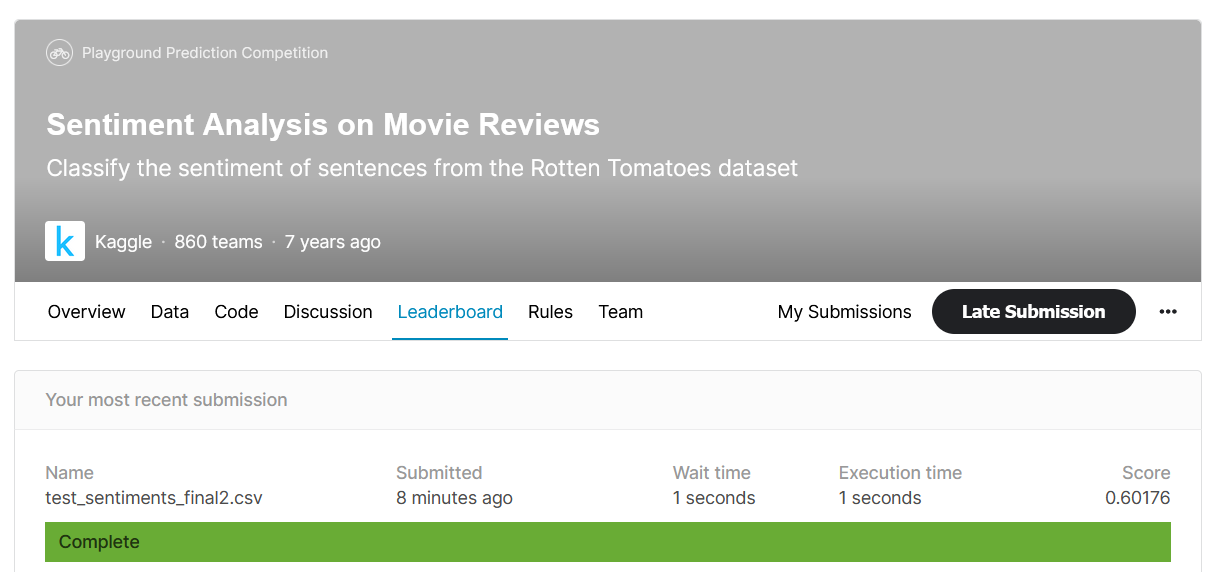 Playground Prediction Competition
Sentiment Analysis on Movie Reviews
Classify the sentiment of sentences from the Rotten Tomatoes dataset
k Kaggle · 860 teams · 7 years ago
Overview Data Code Discussion Leaderboard Rules Team My Submissions Late Submission
Your most recent submission
Name Submitted Wait time Execution time Score
test_sentiments_final2.csv 8 minutes ago 1 seconds 1 seconds 0.60176
Complete